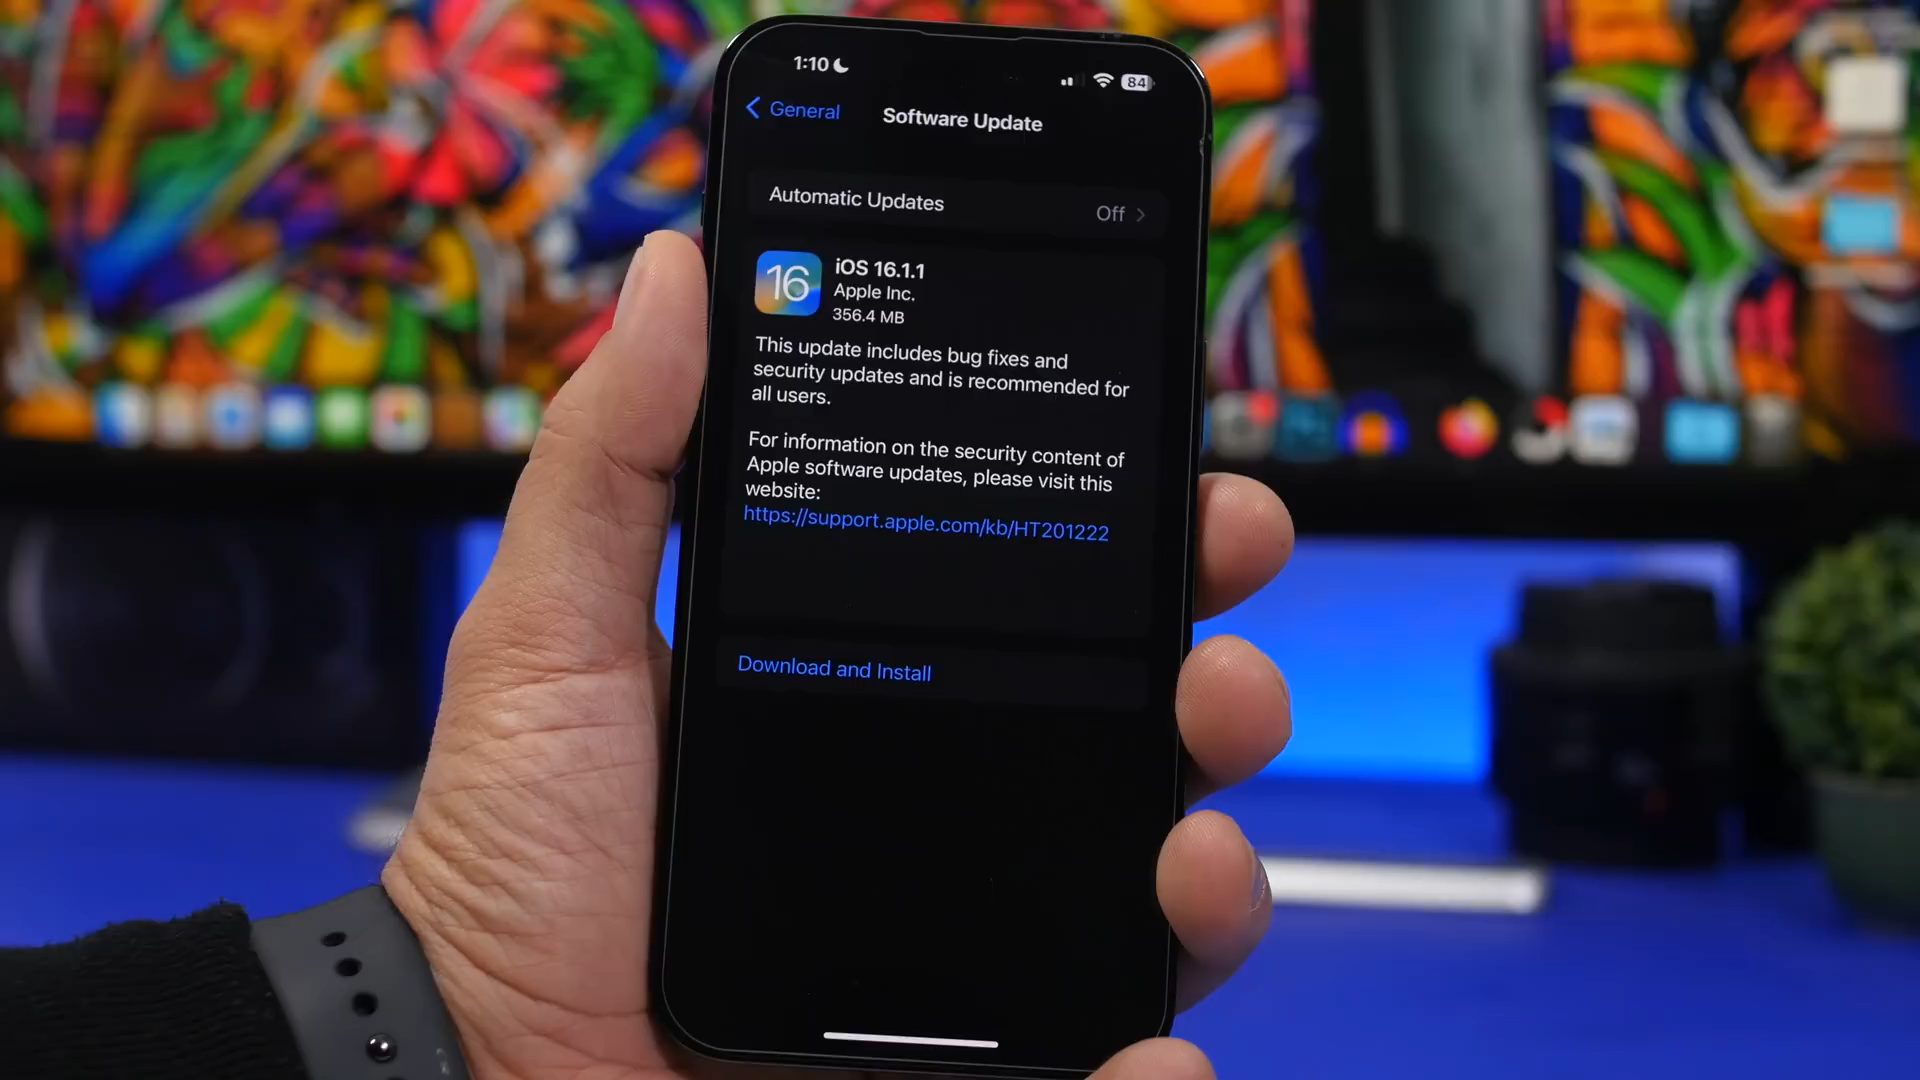 1:10
84
General
Software Update
Automatic Updates
Off
16
iOS 16.1.1
Apple Inc.
356.4 MB
This update includes bug fixes and
security updates and is recommended for
all users.
For information on the security content of
Apple software updates, please visit this
website:
https://support.apple.com/kb/HT201222
Download and Install